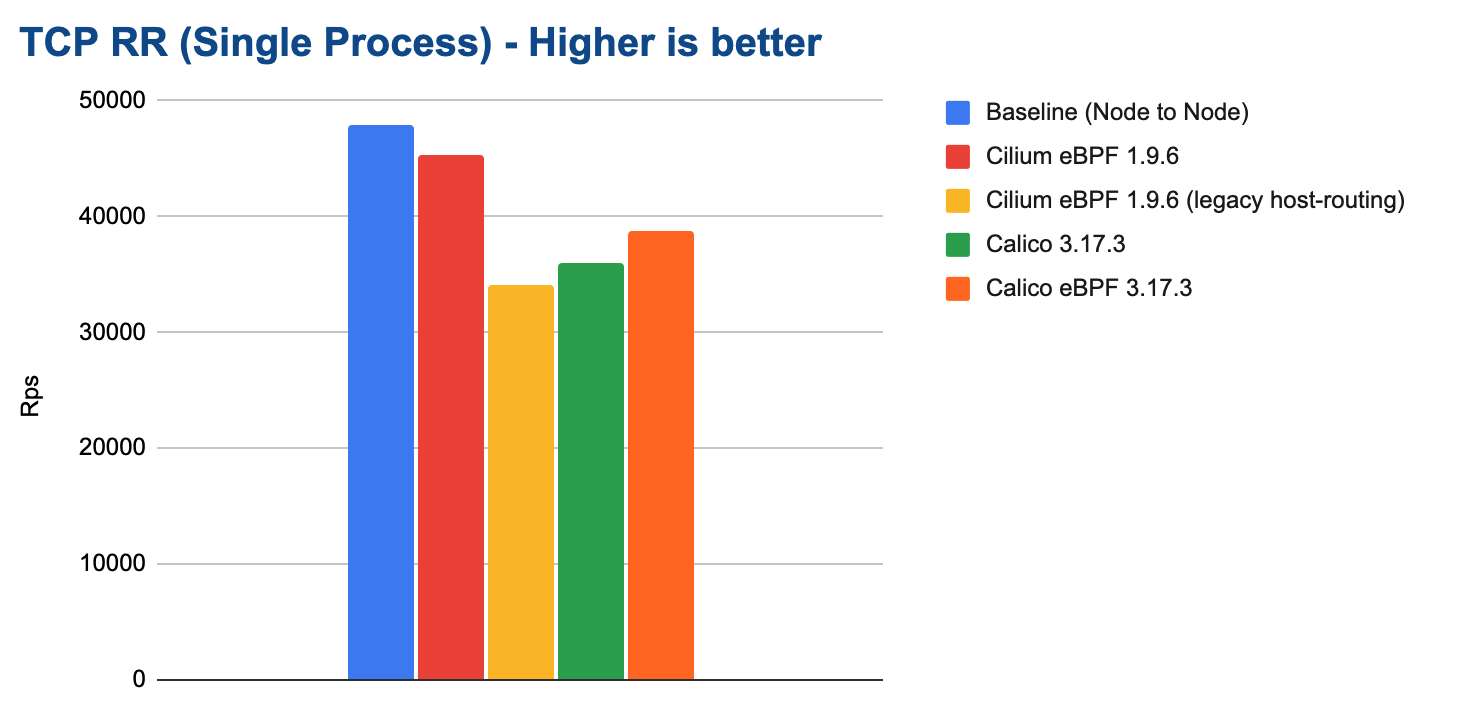 TCP RR (Single Process) - Higher is better
50000
40000
30000
20000
10000
0
Rps
Baseline (Node to Node)
Cilium eBPF 1.9.6
Cilium eBPF 1.9.6 (legacy host-routing)
Calico 3.17.3
Calico eBPF 3.17.3